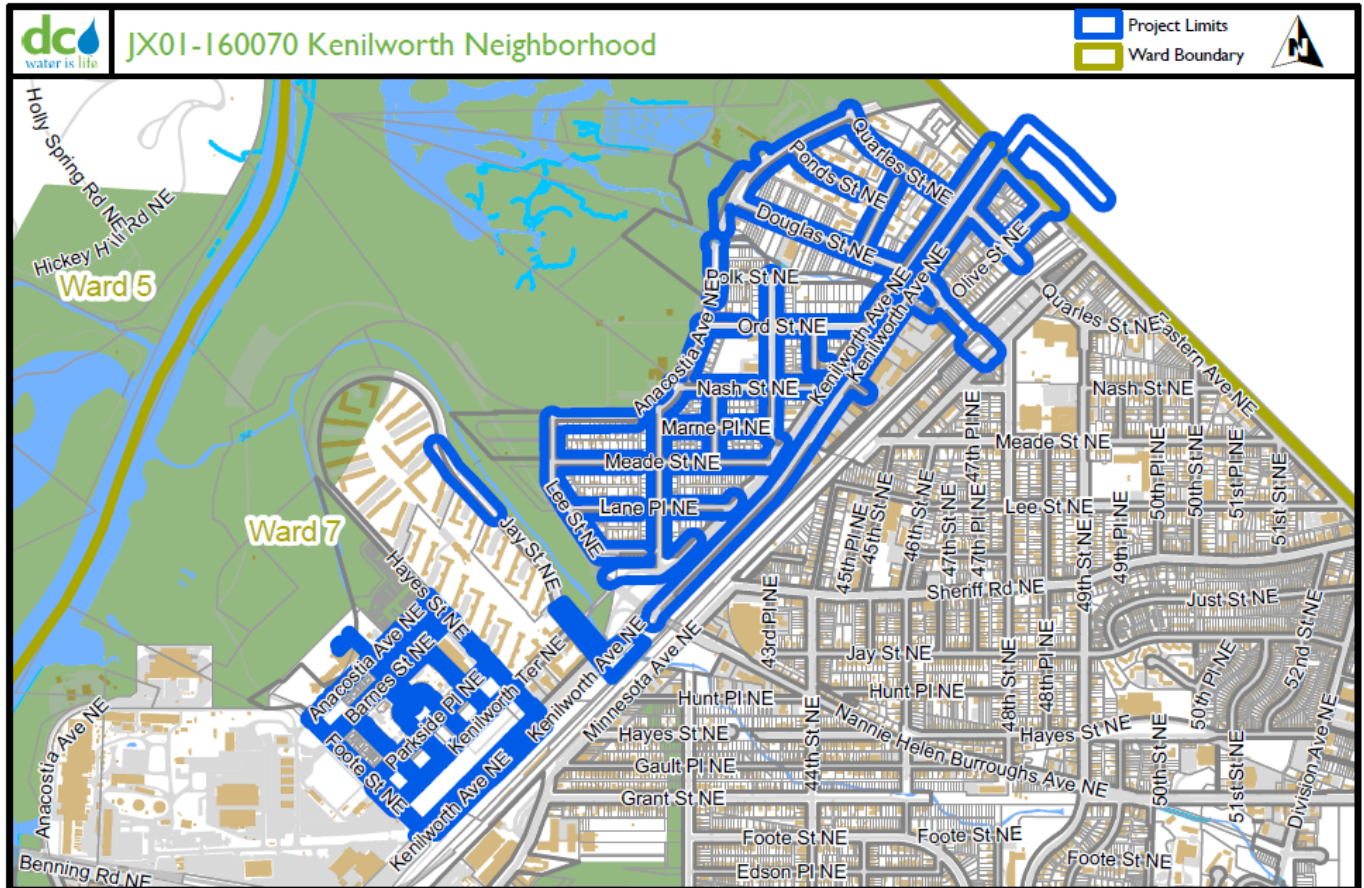 dc
water is life
JX01-160070 Kenilworth Neighborhood
Project Limits
Ward Boundary
N
Holly Spring Rd NE
Hickey Hill Rd NE
Ward 5
Quarles St NE
Ponds St NE
Douglas St NE
Polk St NE
Olive St NE
Ord St NE
Kenilworth Ave NE
Kenilworth Ave NE
Anacostia Ave NE
Nash St NE
Marne Pl NE
Meade St NE
Lane Pl NE
Lee St NE
Quarles St NE
Eastern Ave NE
Nash St NE
Meade St NE
47th Pl NE
45th Pl NE
45th St NE
46th St NE
47th St NE
47th Pl NE
Lee St NE
49th St NE
49th Pl NE
50th Pl NE
50th St NE
51st Pl NE
51st St NE
Ward 7
Jay St NE
Hayes St NE
Sheriff Rd NE
Just St NE
43rd Pl NE
Anacostia Ave NE
Barnes St NE
Parkside Pl NE
Kenilworth Ter NE
Kenilworth Ave NE
Minnesota Ave NE
Foote St NE
Kenilworth Ave NE
Jay St NE
48th St NE
48th Pl NE
50th Pl NE
52nd St NE
Hunt Pl NE
Hunt Pl NE
Hayes St NE
Nannie Helen Burroughs Ave NE
Hayes St NE
Gault Pl NE
44th St NE
Grant St NE
50th St NE
51st St NE
Division Ave NE
Anacostia Ave NE
Benning Rd NE
Foote St NE
Foote St NE
Foote St NE
Edson Pl NE